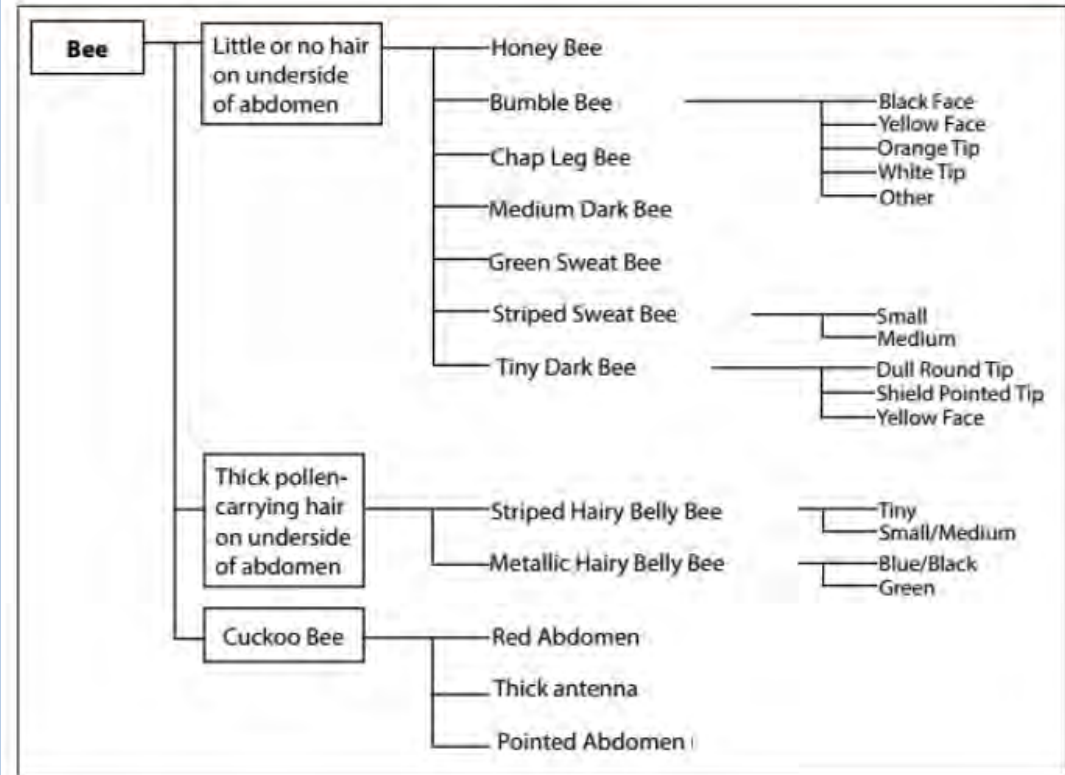 Bee
Little or no hair
on underside
of abdomen
Honey Bee
Bumble Bee
Black Face
Yellow Face
Orange Tip
White Tip
Other
Chap Leg Bee
Medium Dark Bee
Green Sweat Bee
Striped Sweat Bee
Small
Medium
Tiny Dark Bee
Dull Round Tip
Shield Pointed Tip
Yellow Face
Thick pollen-
carrying hair
on underside
of abdomen
Striped Hairy Belly Bee
Tiny
Small/Medium
Metallic Hairy Belly Bee
Blue/Black
Green
Cuckoo Bee
Red Abdomen
Thick antenna
Pointed Abdomen